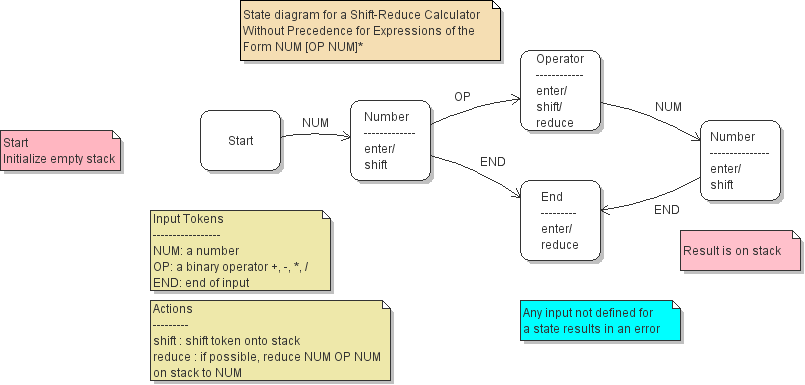 State diagram for a Shift-Reduce Calculator
Without Precedence for Expressions of the
Form NUM [OP NUM]*
Start
Initialize empty stack
Start
NUM
Number
-------------
enter/
shift
OP
END
Operator
------------
enter/
shift/
reduce
NUM
Number
---------------
enter/
shift
END
End
---------
enter/
reduce
Result is on stack
Input Tokens
-----------------
NUM: a number
OP: a binary operator +, -, *, /
END: end of input
Actions
---------
shift : shift token onto stack
reduce : if possible, reduce NUM OP NUM
on stack to NUM
Any input not defined for
a state results in an error